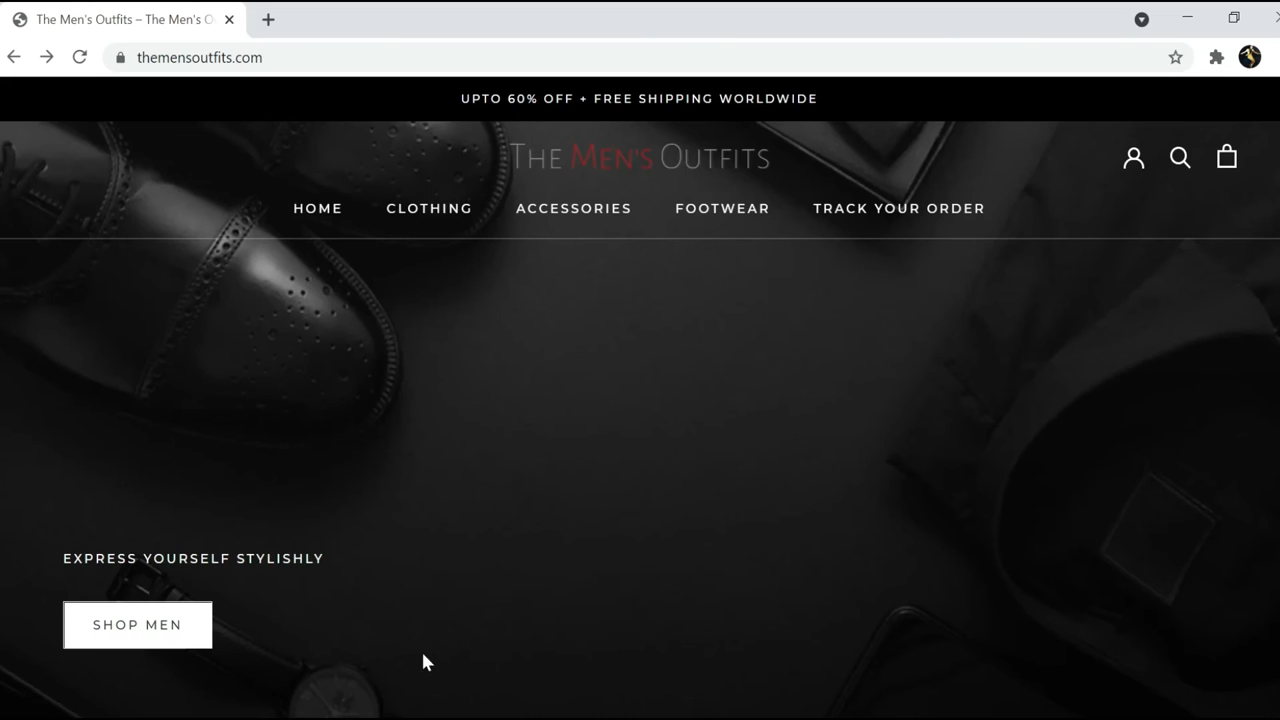 The Men's Outfits – The Men's O
themensoutfits.com
UPTO 60% OFF + FREE SHIPPING WORLDWIDE
THE MEN'S OUTFITS
HOME CLOTHING ACCESSORIES FOOTWEAR TRACK YOUR ORDER
EXPRESS YOURSELF STYLISHLY
SHOP MEN